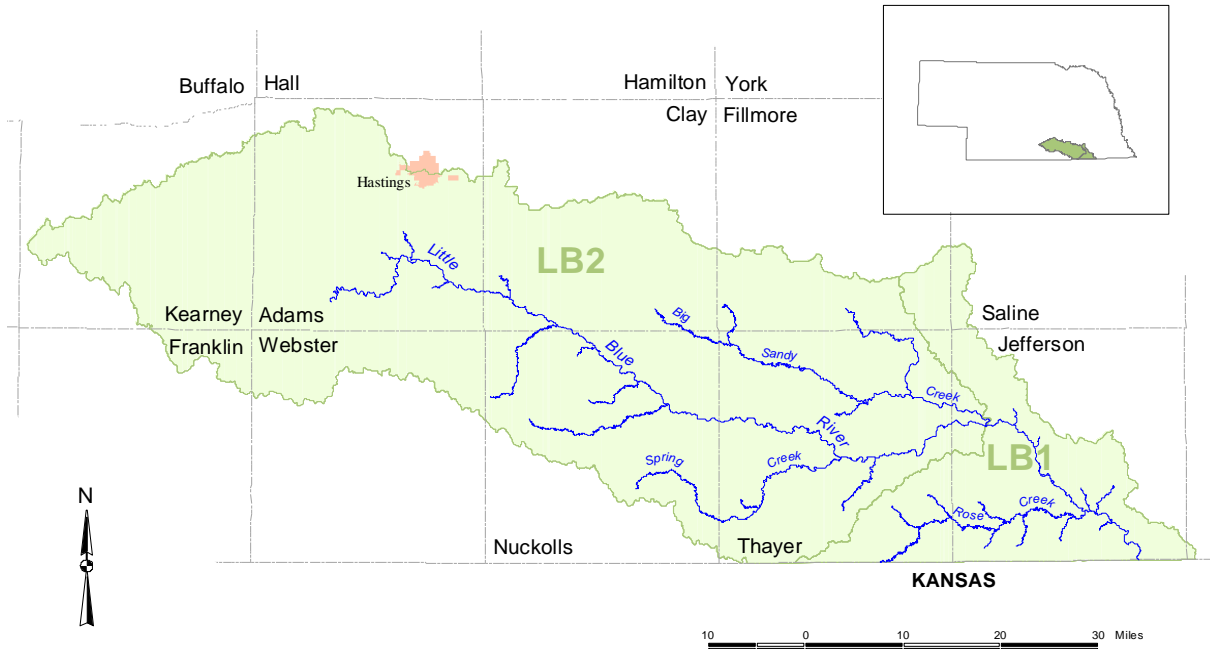 Buffalo Hall
Hamilton York
Clay Fillmore
Hastings
Little
LB2
Kearney Adams
Franklin Webster
Blue
Big
Sandy
Creek
Saline
Jefferson
River
Spring
Creek
LB1
Rose
Creek
N
Nuckolls
Thayer
KANSAS
10 0 10 20 30 Miles